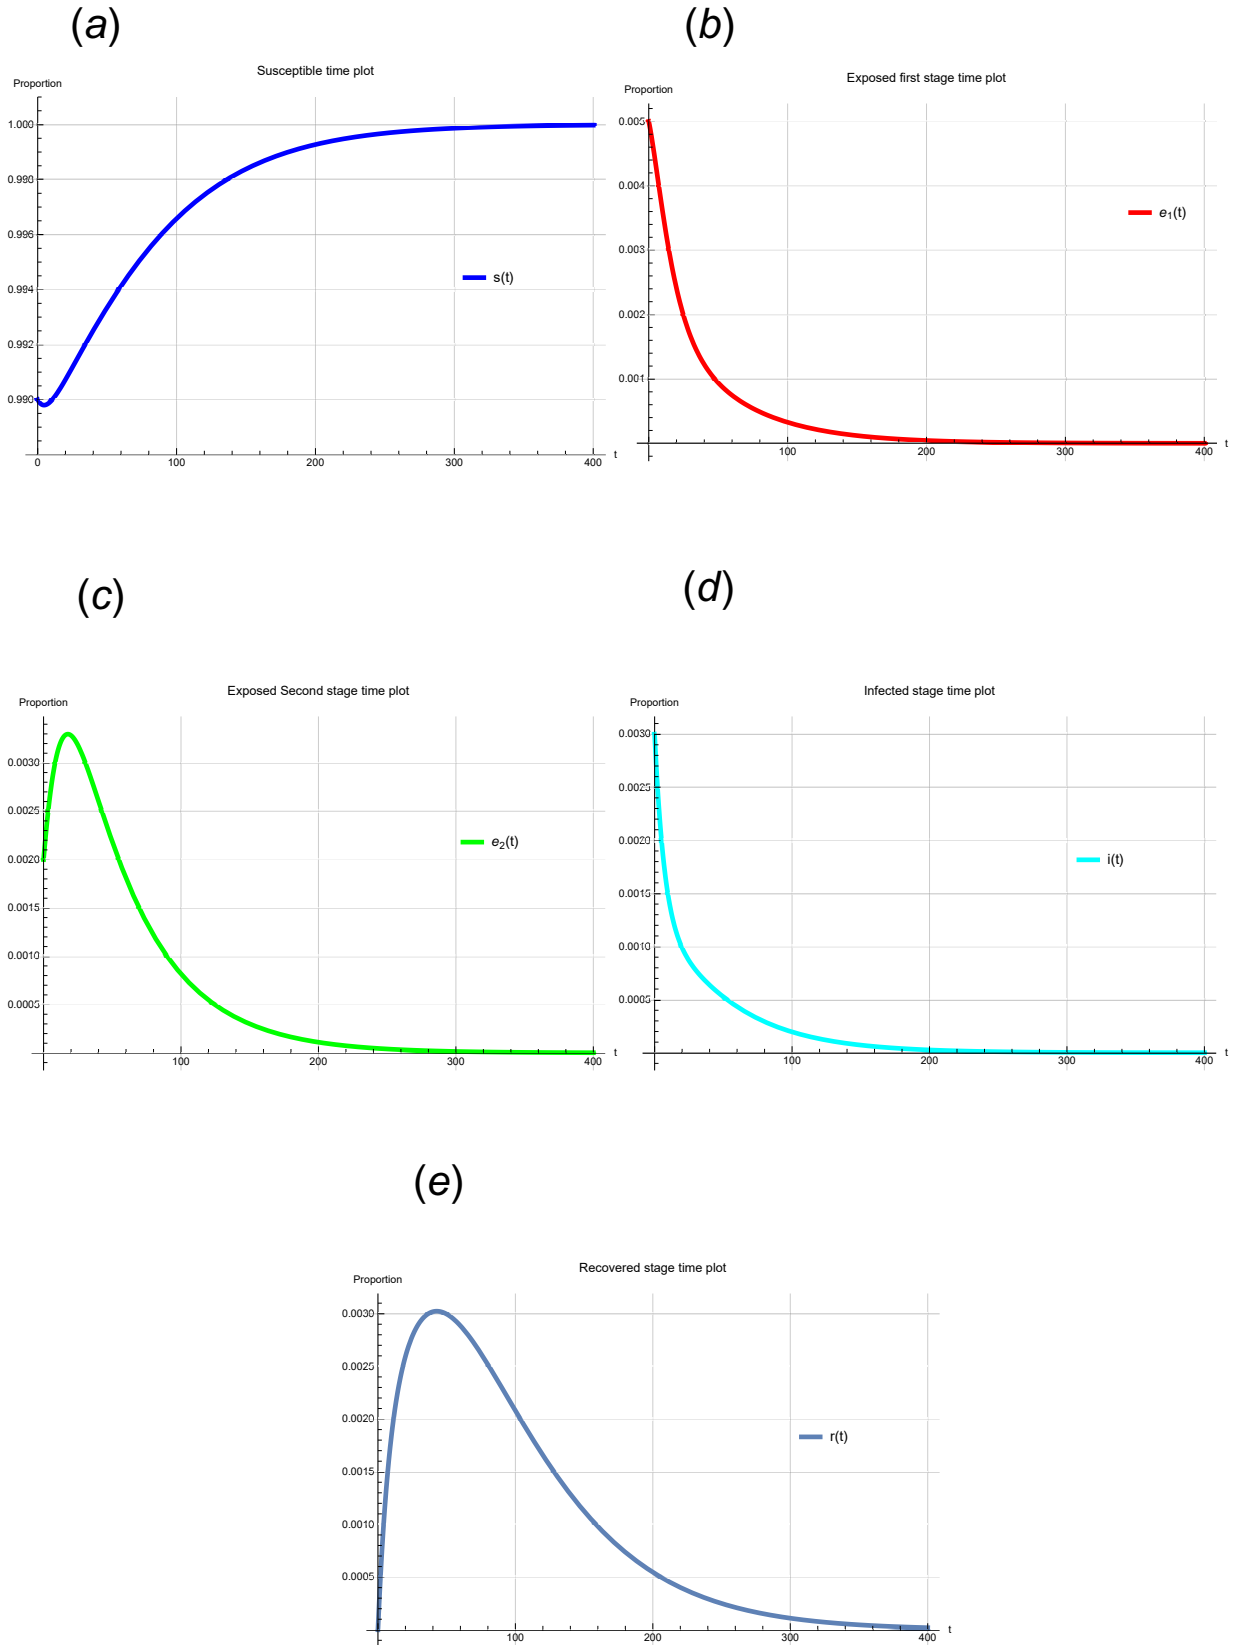 (a)
Susceptible time plot
Proportion
1.000
0.998
0.996
0.994
0.992
0.990
s(t)
0 100 200 300 400 t
(b)
Exposed first stage time plot
Proportion
0.005
0.004
0.003
0.002
0.001
e₁(t)
100 200 300 400 t
(c)
Exposed Second stage time plot
Proportion
0.0030
0.0025
0.0020
0.0015
0.0010
0.0005
e₂(t)
100 200 300 400 t
(d)
Infected stage time plot
Proportion
0.0030
0.0025
0.0020
0.0015
0.0010
0.0005
i(t)
100 200 300 400 t
(e)
Recovered stage time plot
Proportion
0.0030
0.0025
0.0020
0.0015
0.0010
0.0005
r(t)
100 200 300 400 t